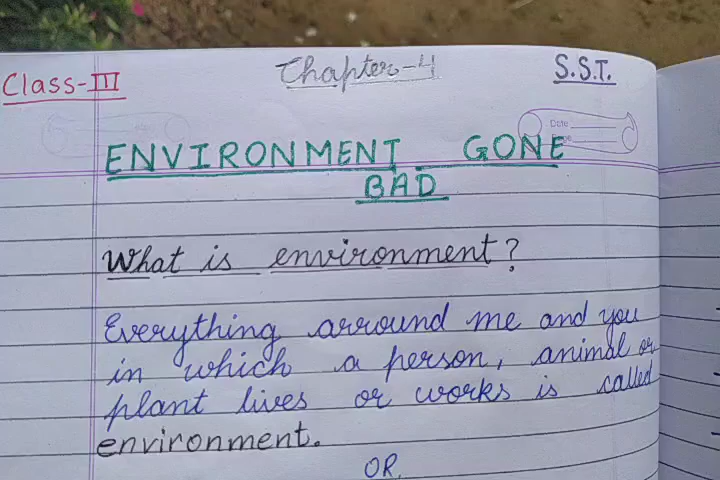 Class-III
Chapter-4
S.S.T.
Date
ENVIRONMENT GONE
BAD
What is environment?
Everything arround me and you
in which a person, animal or
plant lives or works is called
environment.
OR